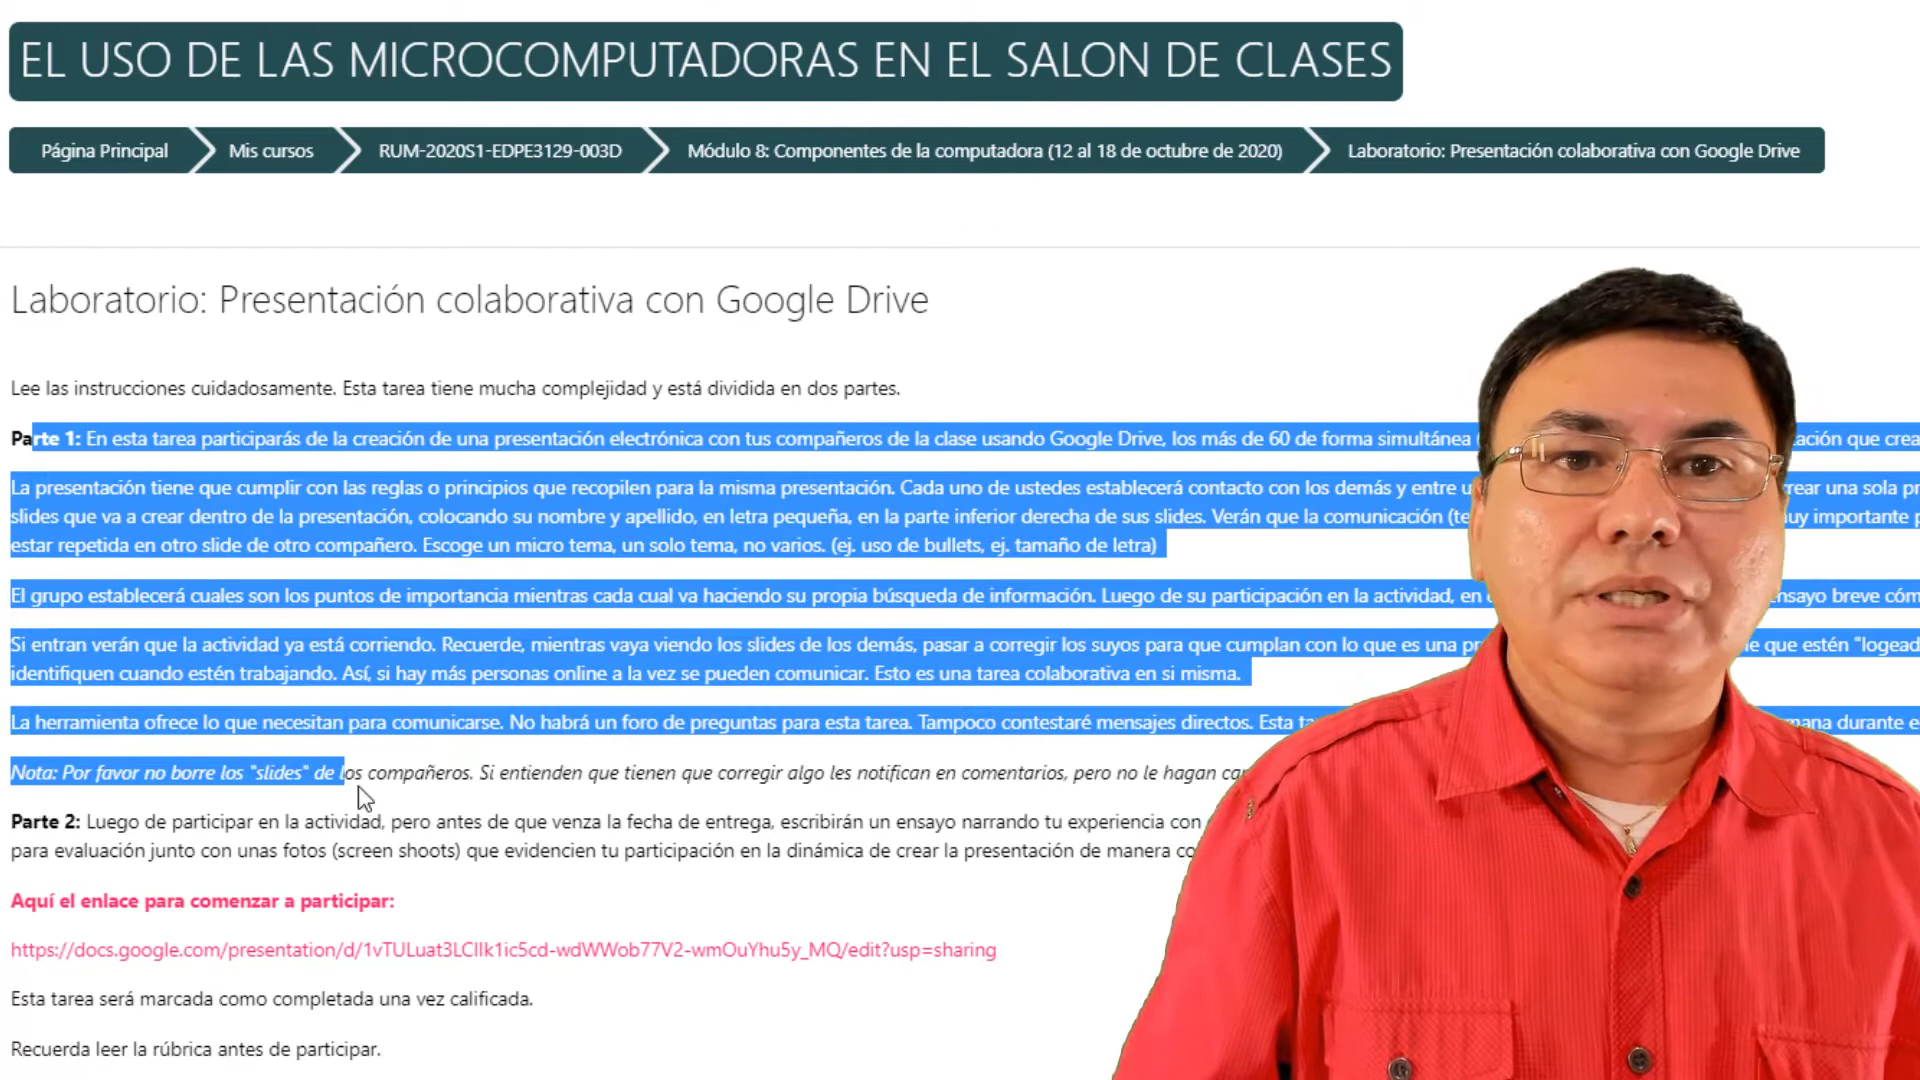 EL USO DE LAS MICROCOMPUTADORAS EN EL SALON DE CLASES
Página Principal
Mis cursos
RUM-2020S1-EDPE3129-003D
Módulo 8: Componentes de la computadora (12 al 18 de octubre de 2020)
Laboratorio: Presentación colaborativa con Google Drive
Laboratorio: Presentación colaborativa con Google Drive
Lee las instrucciones cuidadosamente. Esta tarea tiene mucha complejidad y está dividida en dos partes.
Parte 1: En esta tarea participarás de la creación de una presentación electrónica con tus compañeros de la clase usando Google Drive, los más de 60 de forma simultánea que
La presentación tiene que cumplir con las reglas o principios que recopilen para la misma presentación. Cada uno de ustedes establecerá contacto con los demás y entre una sola
slides que va a crear dentro de la presentación, colocando su nombre y apellido, en letra pequeña, en la parte inferior derecha de sus slides. Verán que la comunicación importante
estar repetida en otro slide de otro compañero. Escoge un micro tema, un solo tema, no varios. (ej. uso de bullets, ej. tamaño de letra)
El grupo establecerá cuales son los puntos de importancia mientras cada cual va haciendo su propia búsqueda de información. Luego de su participación en la actividad, en breve
Si entran verán que la actividad ya está corriendo. Recuerde, mientras vaya viendo los slides de los demás, pasar a corregir los suyos para que cumplan con lo que es una que estén
identifiquen cuando estén trabajando. Así, si hay más personas online a la vez se pueden comunicar. Esto es una tarea colaborativa en si misma.
La herramienta ofrece lo que necesitan para comunicarse. No habrá un foro de preguntas para esta tarea. Tampoco contestaré mensajes directos. Esta durante
Nota: Por favor no borre los "slides" de los compañeros. Si entienden que tienen que corregir algo les notifican en comentarios, pero no le hagan
Parte 2: Luego de participar en la actividad, pero antes de que venza la fecha de entrega, escribirán un ensayo narrando tu experiencia con
para evaluación junto con unas fotos (screen shoots) que evidencien tu participación en la dinámica de crear la presentación de manera
Aquí el enlace para comenzar a participar:
https://docs.google.com/presentation/d/1vTULuat3LCIlk1ic5cd-wdWWob77V2-wmOuYhu5y_MQ/edit?usp=sharing
Esta tarea será marcada como completada una vez calificada.
Recuerda leer la rúbrica antes de participar.